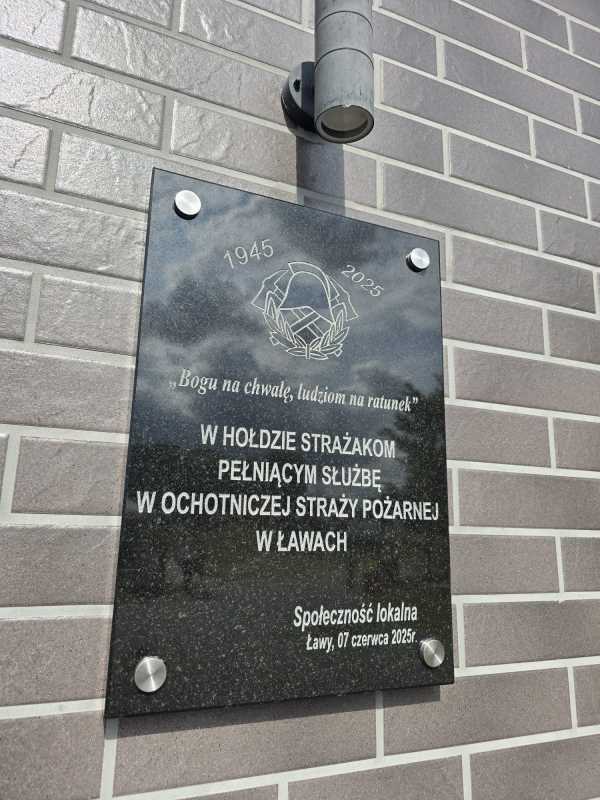 1945 2025
„Bogu na chwałę, ludziom na ratunek”
W HOŁDZIE STRAŻAKOM
PEŁNIĄCYM SŁUŻBĘ
W OCHOTNICZEJ STRAŻY POŻARNEJ
W ŁAWACH
Społeczność lokalna
Ławy, 07 czerwca 2025r.